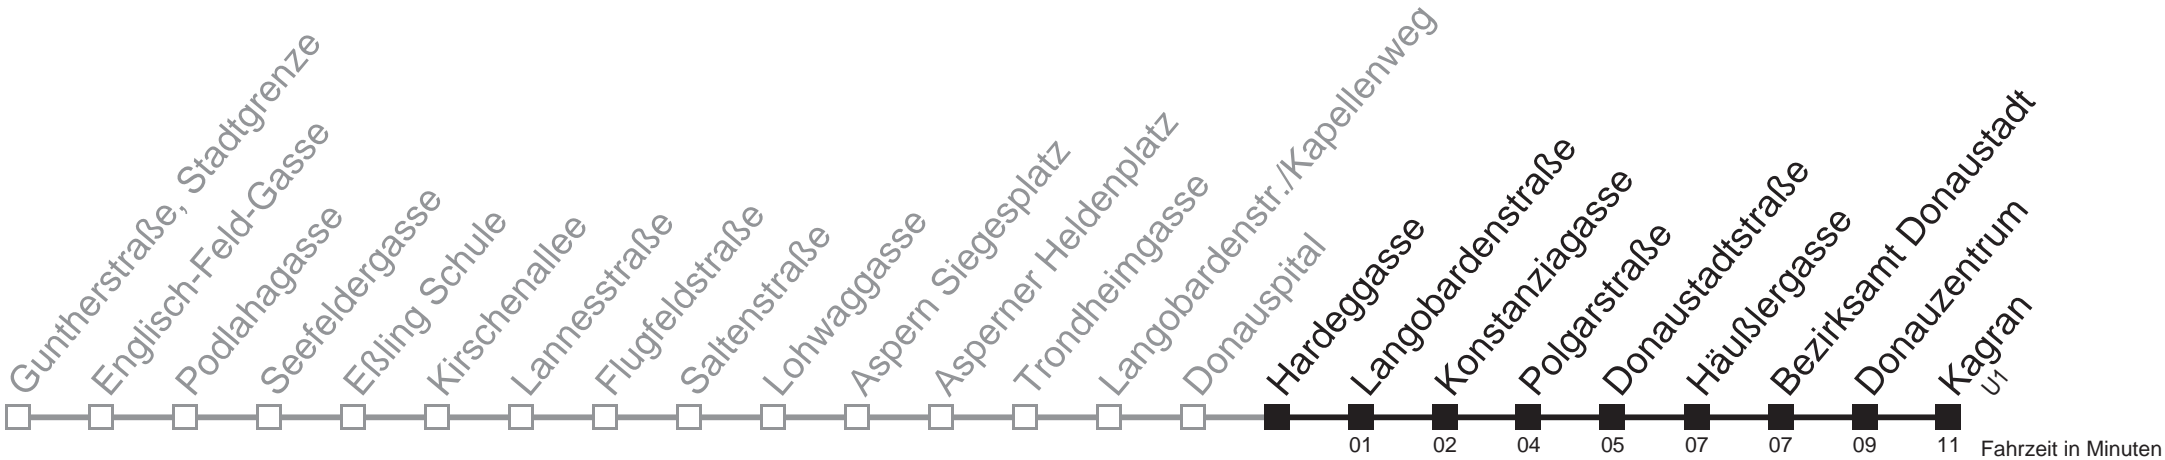 Guntherstraße, Stadtgrenze
Englisch-Feld-Gasse
Podlahagasse
Seefeldergasse
Eßling Schule
Kirschenallee
Lannesstraße
Flugfeldstraße
Saltenstraße
Lohwaggasse
Aspern Siegesplatz
Asperner Heldenplatz
Trondheimgasse
Langobardenstr./Kapellenweg
Donauspital
Hardeggasse
Langobardenstraße
Konstanziagasse
Polgarstraße
Donaustadtstraße
Häußlergasse
Bezirksamt Donaustadt
Donauzentrum
Kagran
U1
01 02 04 05 07 07 09 11 Fahrzeit in Minuten